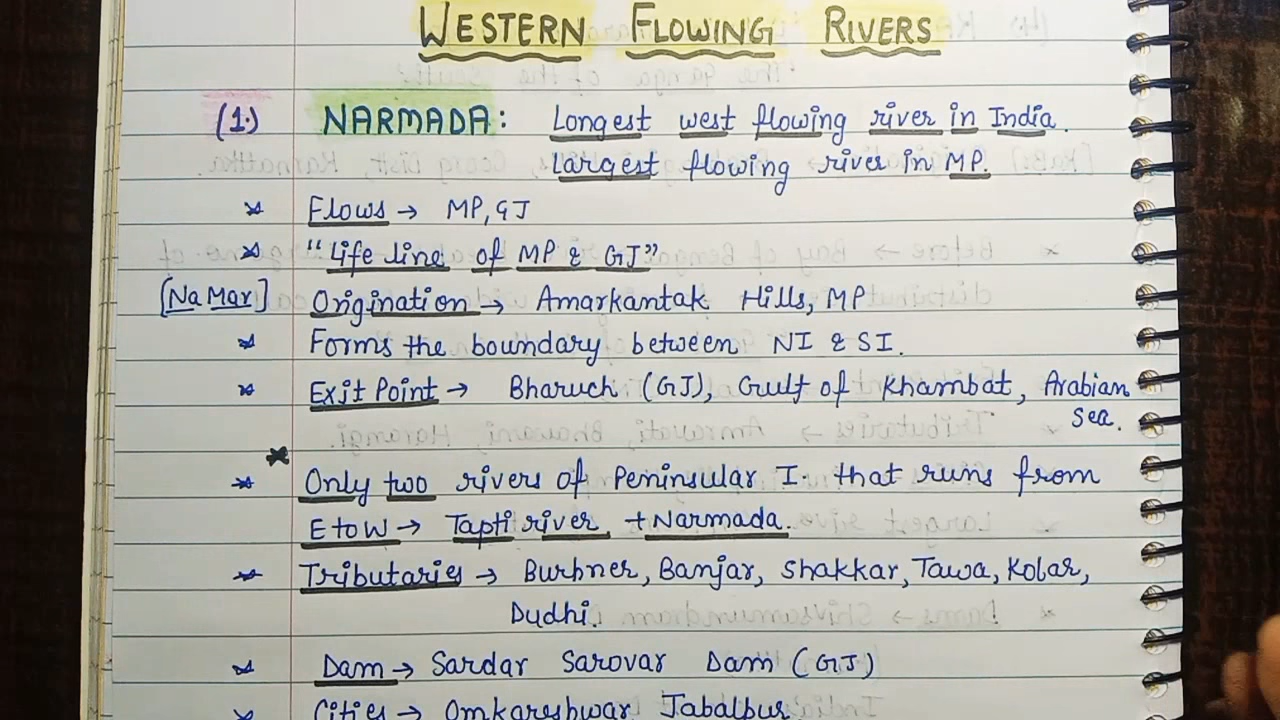 WESTERN FLOWING RIVERS
(1.) NARMADA: Longest west flowing river in India.
Largest flowing river in MP.
Flows → MP, GJ
"Life line of MP & GJ"
[NaMar] Origination → Amarkantak Hills, MP
Forms the boundary between NI & SI.
Exit Point → Bharuch (GJ), Gulf of Khambat, Arabian
Sea.
* Only two rivers of Peninsular I. that runs from
E to W → Tapti river + Narmada.
Tributaries → Burhner, Banjar, Shakkar, Tawa, Kolar,
Dudhi.
Dam → Sardar Sarovar Dam (GJ)
Cities → Omkareshwar Jabalpur